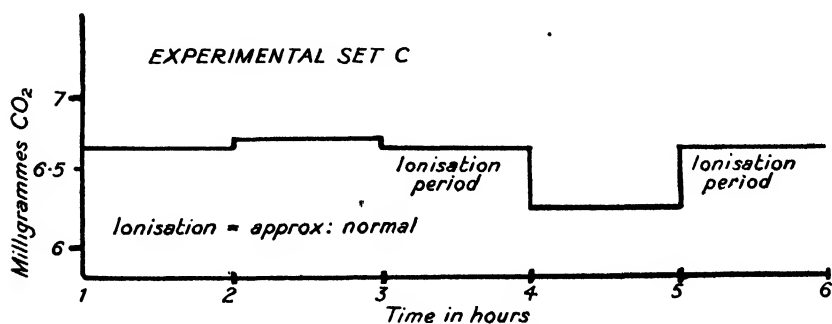 EXPERIMENTAL SET C
Milligrammes CO₂
7
6·5
6
Ionisation period
Ionisation period
Ionisation = approx: normal
1 2 3 4 5 6
Time in hours